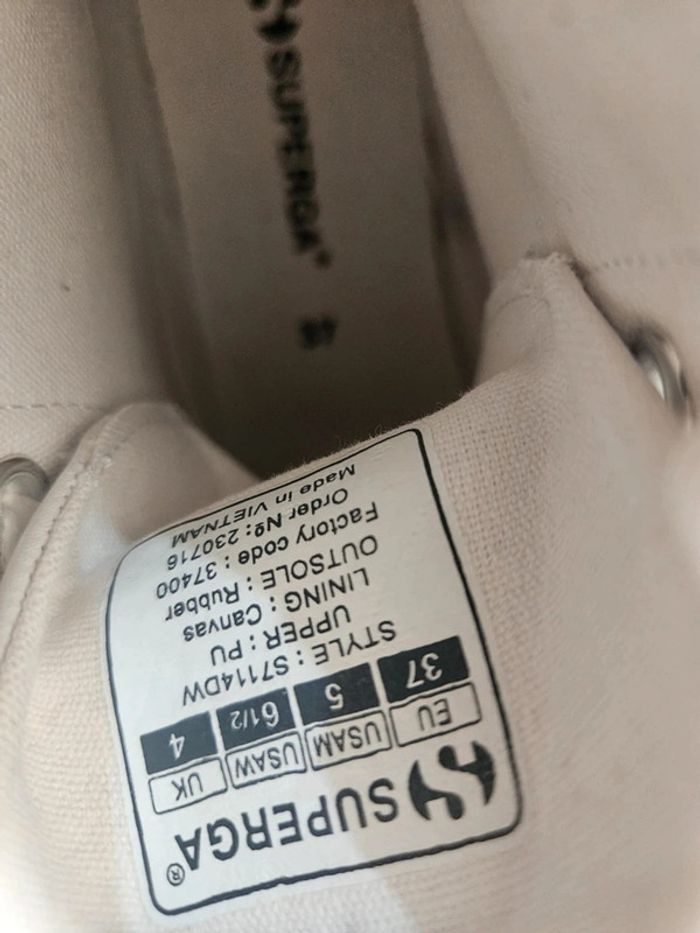 SUPERGA®
SUPERGA®
EU USAM USAW UK
37 5 6 1/2 4
STYLE : S7114DW
UPPER : PU
LINING : Canvas
OUTSOLE : Rubber
Factory code : 37400
Order Nº: 230716
Made in VIETNAM